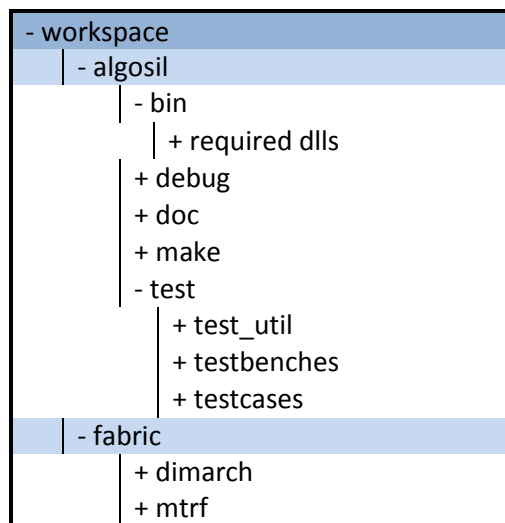 - workspace
- algosil
- bin
+ required dlls
+ debug
+ doc
+ make
- test
+ test_util
+ testbenches
+ testcases
- fabric
+ dimarch
+ mtrf